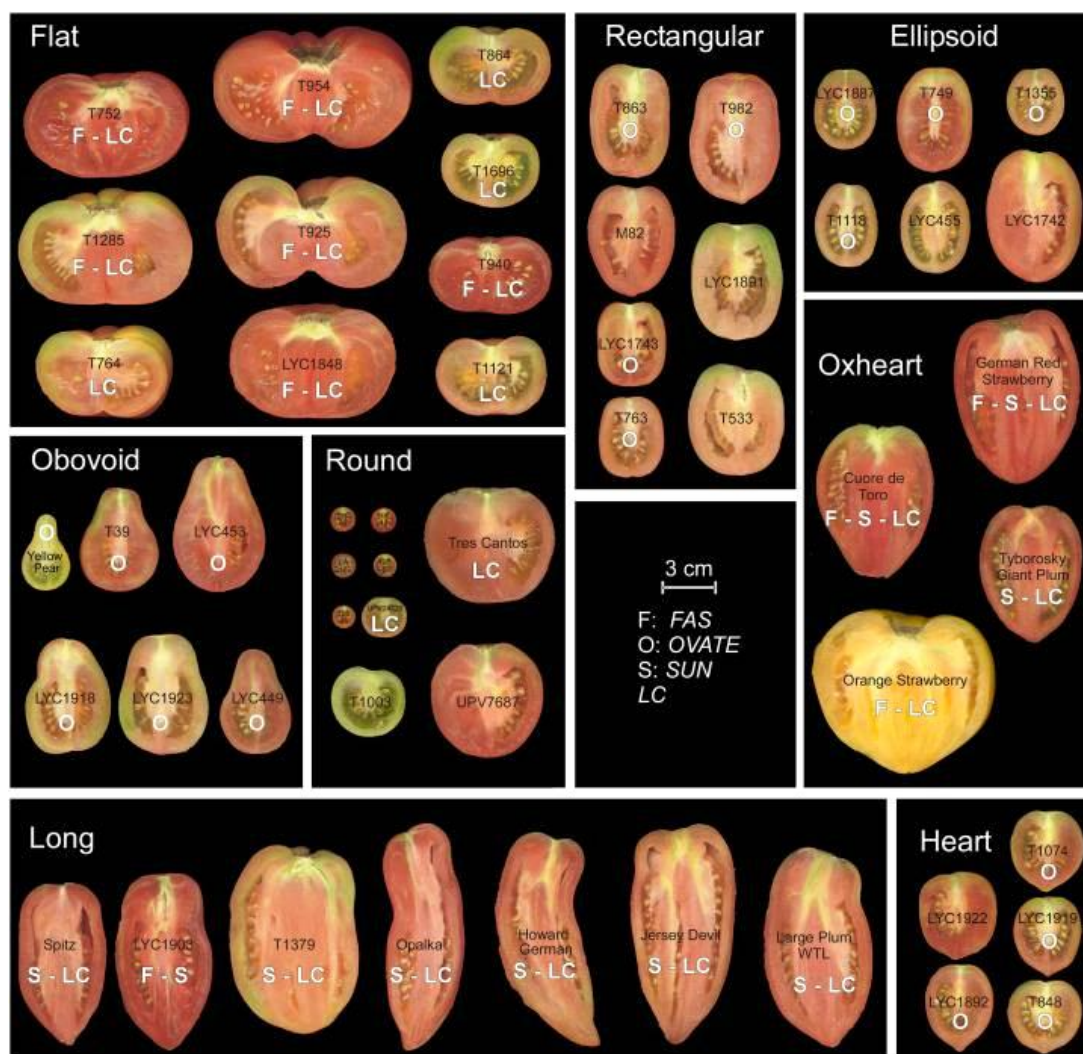 Flat
T752
F - LC
T954
F - LC
T864
LC
T1696
LC
T1285
F - LC
T925
F - LC
T940
F - LC
T764
LC
LYC1848
F - LC
T1121
LC
Rectangular
T863
O
T982
O
M82
LYC1891
LYC1743
O
T763
O
T533
Ellipsoid
LYC1887
O
T749
O
T1355
O
T1118
O
LYC455
LYC1742
Obovoid
O
Yellow
Pear
T39
O
LYC453
O
LYC1918
O
LYC1923
O
LYC449
O
Round
Tres Cantos
LC
LC
T1003
UPV7687
3 cm
F: FAS
O: OVATE
S: SUN
LC
Oxheart
German Red
Strawberry
F - S - LC
Cuore de
Toro
F - S - LC
Tyborosky
Giant Plum
S - LC
Orange Strawberry
F - LC
Long
Spitz
S - LC
LYC1903
F - S
T1379
S - LC
Opalkal
S - LC
Howard
German
S - LC
Jersey Devil
S - LC
Large Plum
WTL
S - LC
Heart
T1074
O
LYC1922
LYC1919
O
LYC1892
O
T848
O